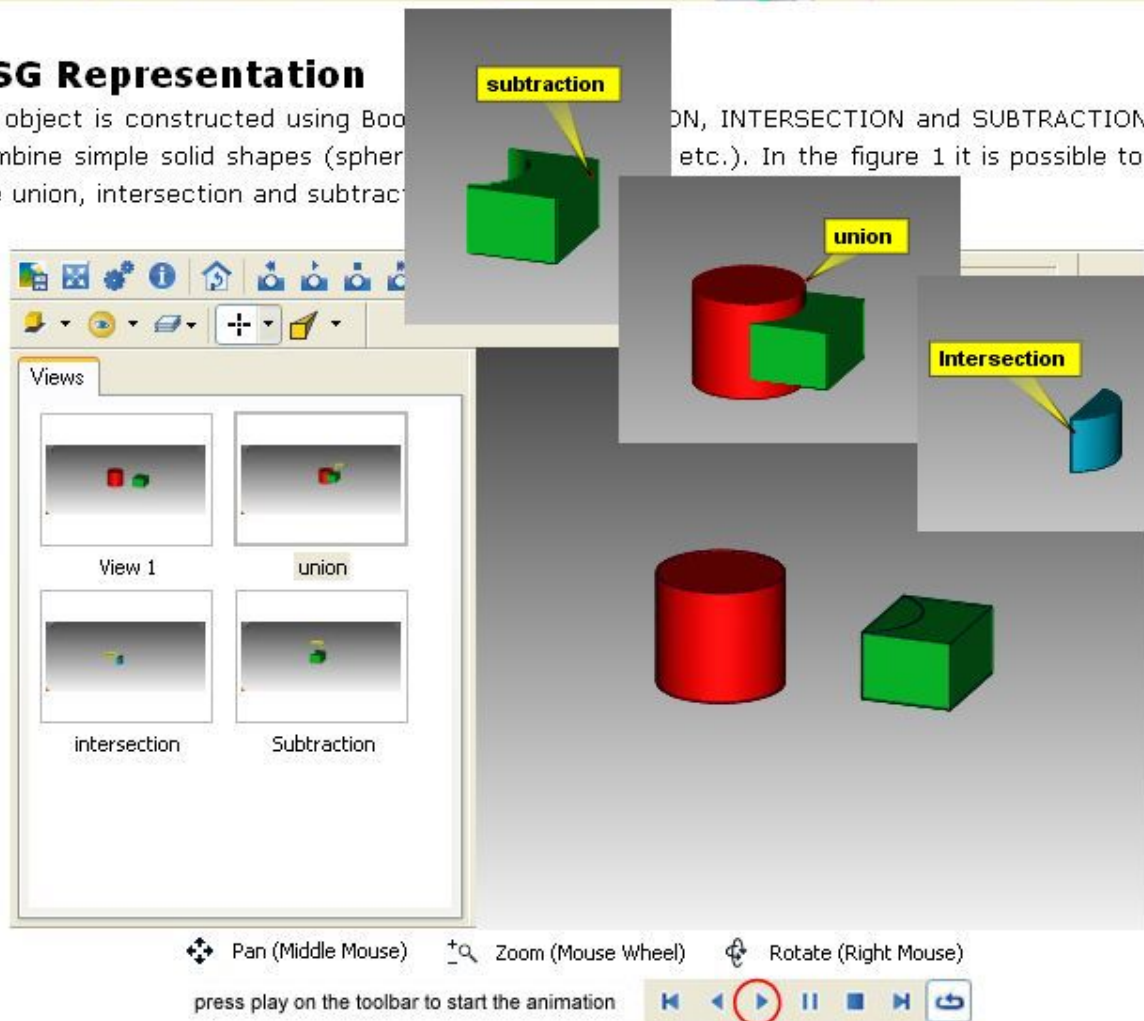 SG Representation
object is constructed using Boo ON, INTERSECTION and SUBTRACTION
mbine simple solid shapes (spher etc.). In the figure 1 it is possible to
e union, intersection and subtrac
subtraction
union
Intersection
Views
View 1
union
intersection
Subtraction
Pan (Middle Mouse) Zoom (Mouse Wheel) Rotate (Right Mouse)
press play on the toolbar to start the animation